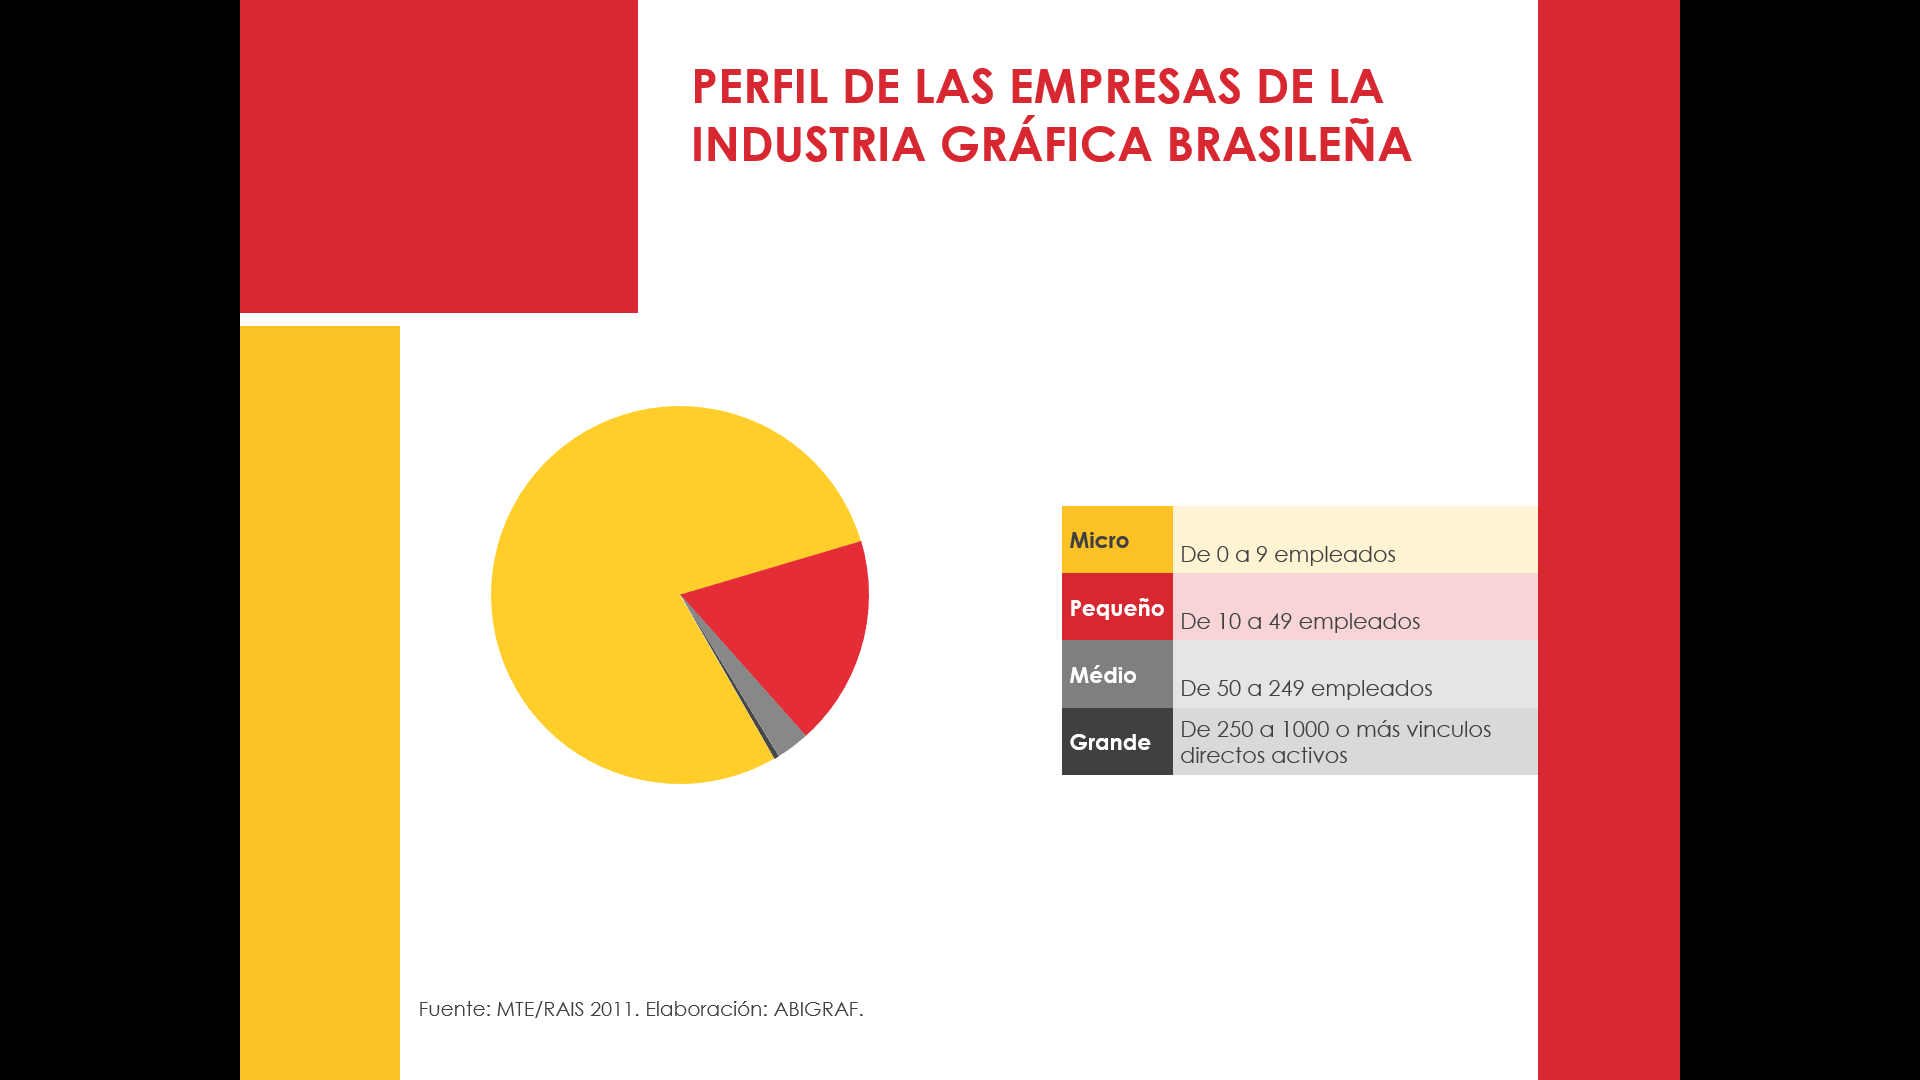 PERFIL DE LAS EMPRESAS DE LA
INDUSTRIA GRÁFICA BRASILEÑA
Micro
De 0 a 9 empleados
Pequeño
De 10 a 49 empleados
Médio
De 50 a 249 empleados
Grande
De 250 a 1000 o más vinculos
directos activos
Fuente: MTE/RAIS 2011. Elaboración: ABIGRAF.